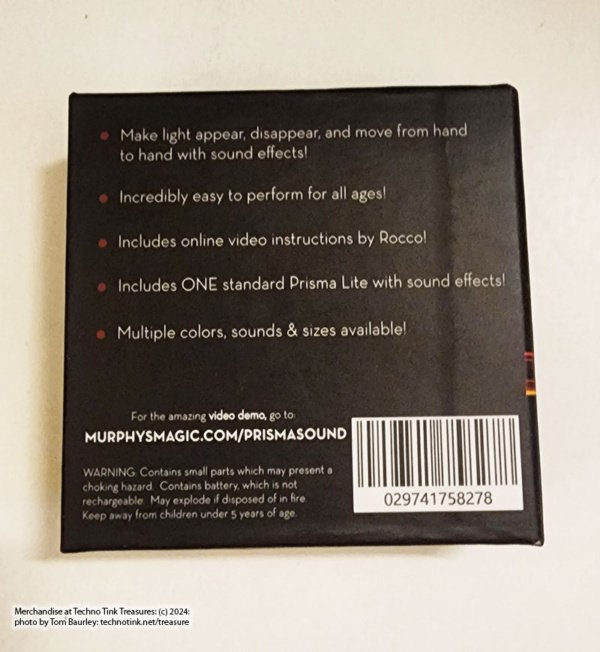 Make light appear, disappear, and move from hand
to hand with sound effects!
Incredibly easy to perform for all ages!
Includes online video instructions by Rocco!
Includes ONE standard Prisma Lite with sound effects!
Multiple colors, sounds & sizes available!
For the amazing video demo, go to:
MURPHYSMAGIC.COM/PRISMASOUND
WARNING: Contains small parts which may present a
choking hazard. Contains battery, which is not
rechargeable. May explode if disposed of in fire.
Keep away from children under 5 years of age.
029741758278
Merchandise at Techno Tink Treasures: (c) 2024:
photo by Tom Baurley: technotink.net/treasure